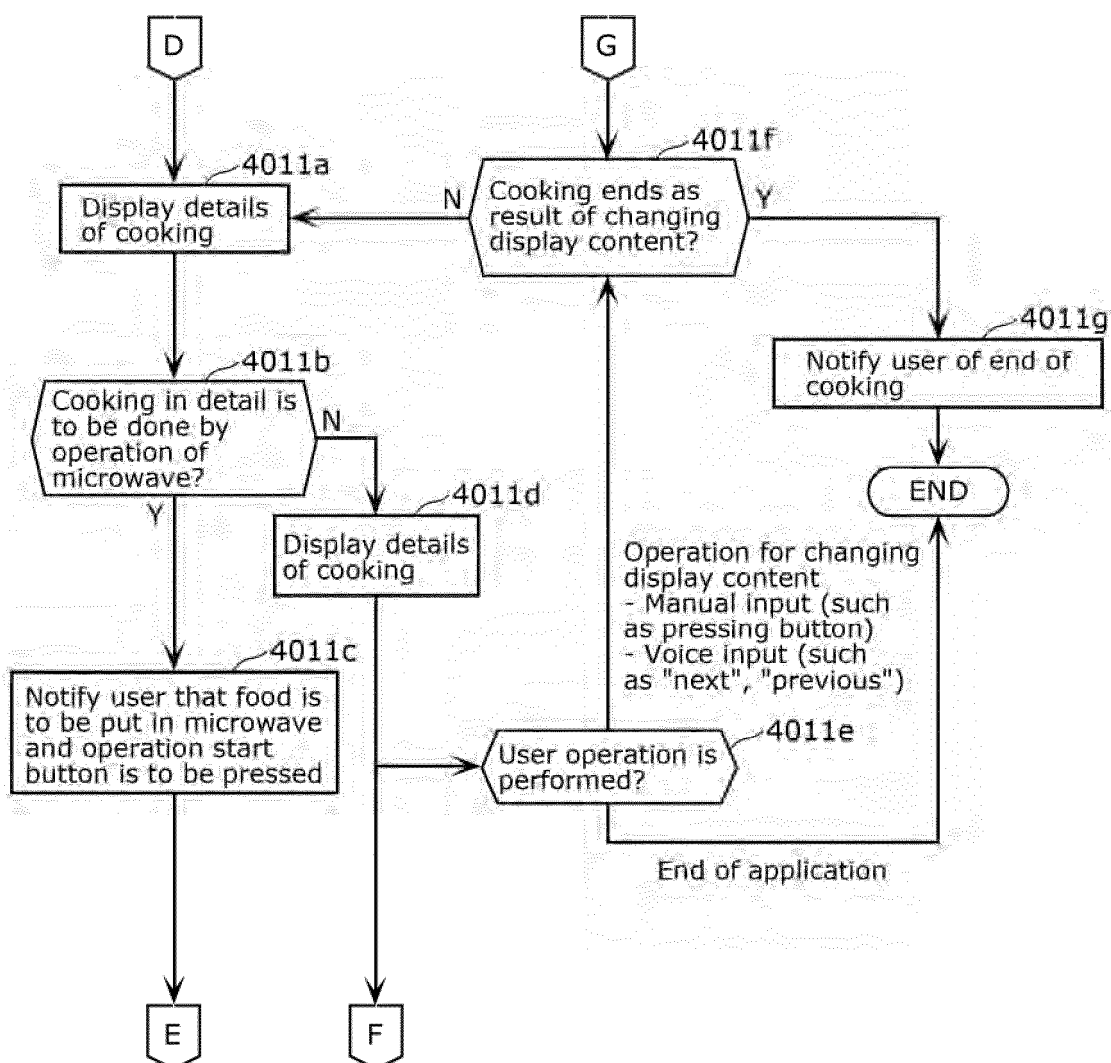 D
G
4011a
Display details
of cooking
4011f
N
Cooking ends as
result of changing
display content?
Y
4011g
Notify user of end of
cooking
4011b
Cooking in detail is
to be done by
operation of
microwave?
N
Y
4011d
Display details
of cooking
END
Operation for changing
display content
- Manual input (such
as pressing button)
- Voice input (such
as "next", "previous")
4011c
Notify user that food is
to be put in microwave
and operation start
button is to be pressed
4011e
User operation is
performed?
End of application
E
F